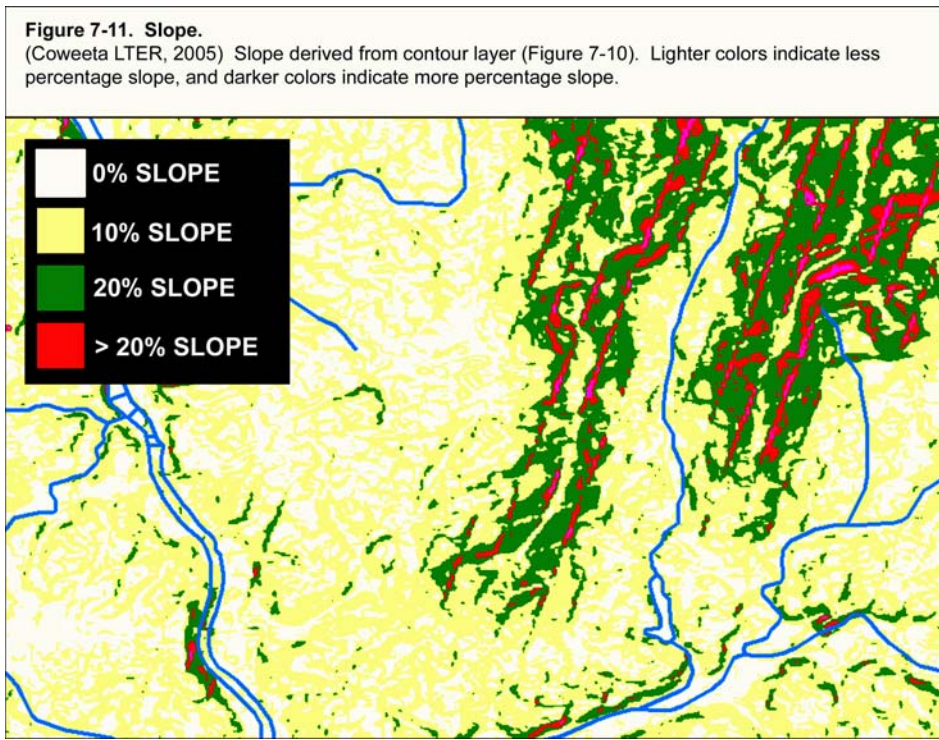 Figure 7-11. Slope.
(Coweeta LTER, 2005) Slope derived from contour layer (Figure 7-10). Lighter colors indicate less
percentage slope, and darker colors indicate more percentage slope.
0% SLOPE
10% SLOPE
20% SLOPE
> 20% SLOPE